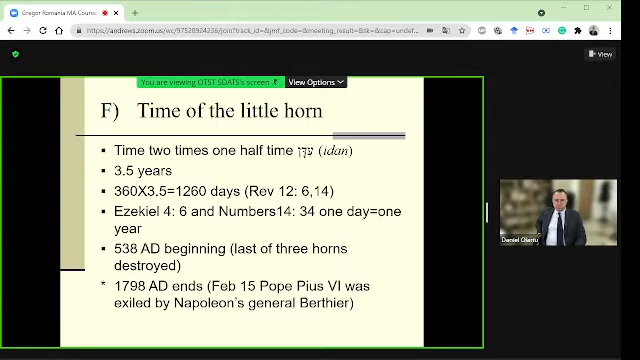 Gregor Romania MA Course
https://andrews.zoom.us/wc/97528924236/join?track_id=&jmf_code=&meeting_result=&tk=&cap=undef...
View
You are viewing OTST SDATS's screen
View Options
F) Time of the little horn
▪ Time two times one half time עִדָּן (idan)
▪ 3.5 years
▪ 360X3.5=1260 days (Rev 12: 6,14)
▪ Ezekiel 4: 6 and Numbers14: 34 one day=one
year
▪ 538 AD beginning (last of three horns
destroyed)
* 1798 AD ends (Feb 15 Pope Pius VI was
exiled by Napoleon's general Berthier)
Daniel Olariu